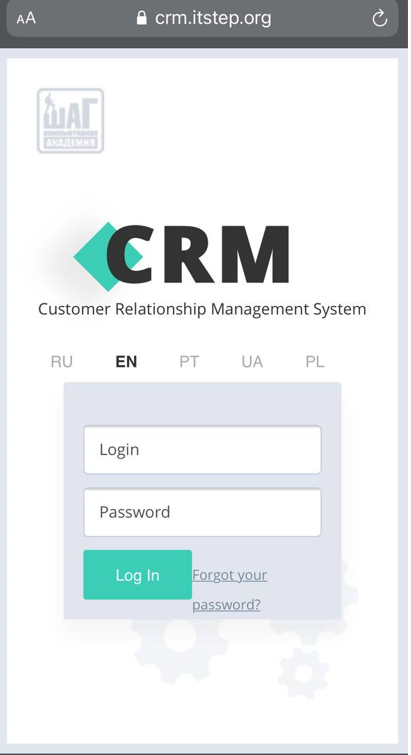 AA
crm.itstep.org
ШАГ
КОМПЬЮТЕРНАЯ
АКАДЕМИЯ
CRM
Customer Relationship Management System
RU EN PT UA PL
Login
Password
Log In
Forgot your
password?